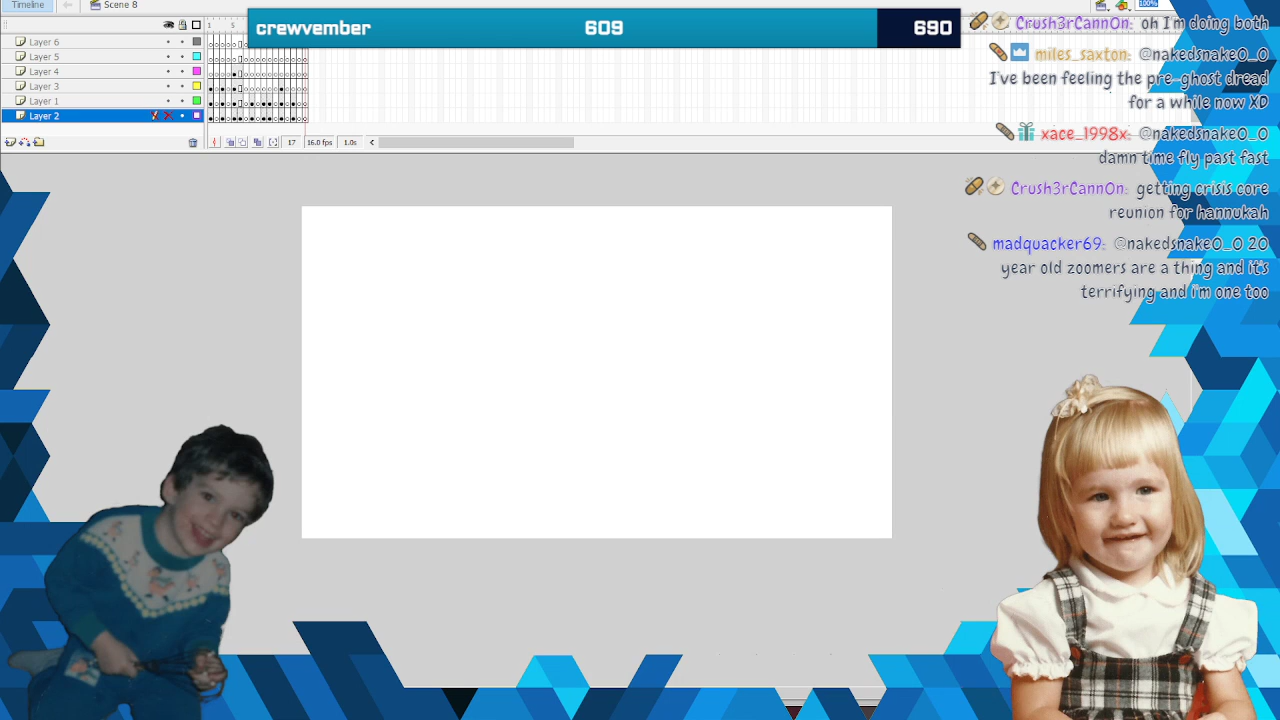 Timeline
Scene 8
100%
1
5
crewvember 609 690
Layer 6
Layer 5
Layer 4
Layer 3
Layer 1
Layer 2
17 16.0 fps 1.0s
Crush3rCannOn: oh I'm doing both
miles_saxton: @nakedsnake0_0
I've been feeling the pre-ghost dread
for a while now XD
xace_1998x: @nakedsnake0_0
damn time fly past fast
Crush3rCannOn: getting crisis core
reunion for hannukah
madquacker69: @nakedsnake0_0 20
year old zoomers are a thing and it's
terrifying and i'm one too